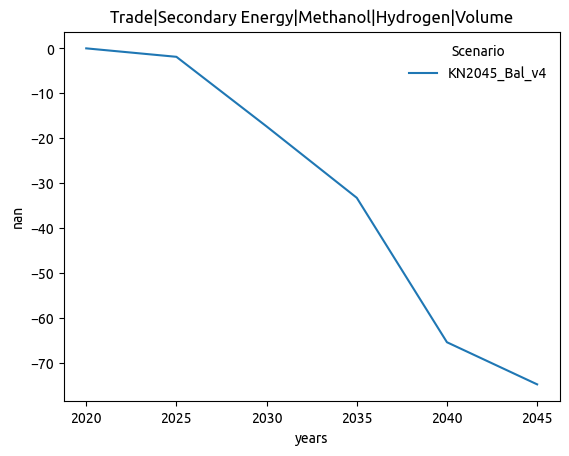 Trade|Secondary Energy|Methanol|Hydrogen|Volume
Scenario
KN2045_Bal_v4
0
−10
−20
−30
−40
−50
−60
−70
nan
2020 2025 2030 2035 2040 2045
years